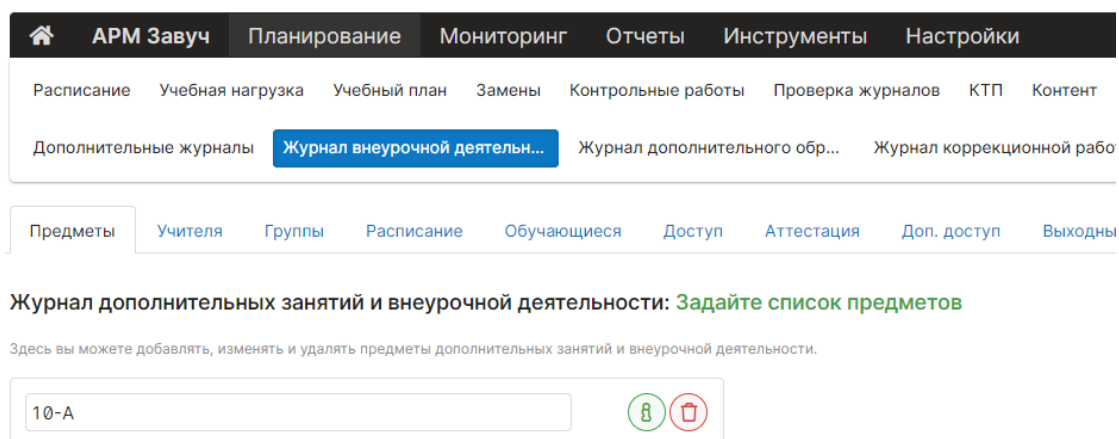 АРМ Завуч Планирование Мониторинг Отчеты Инструменты Настройки
Расписание Учебная нагрузка Учебный план Замены Контрольные работы Проверка журналов КТП Контент
Дополнительные журналы Журнал внеурочной деятельн... Журнал дополнительного обр... Журнал коррекционной рабо
Предметы Учителя Группы Расписание Обучающиеся Доступ Аттестация Доп. доступ Выходны
Журнал дополнительных занятий и внеурочной деятельности: Задайте список предметов
Здесь вы можете добавлять, изменять и удалять предметы дополнительных занятий и внеурочной деятельности.
10-А